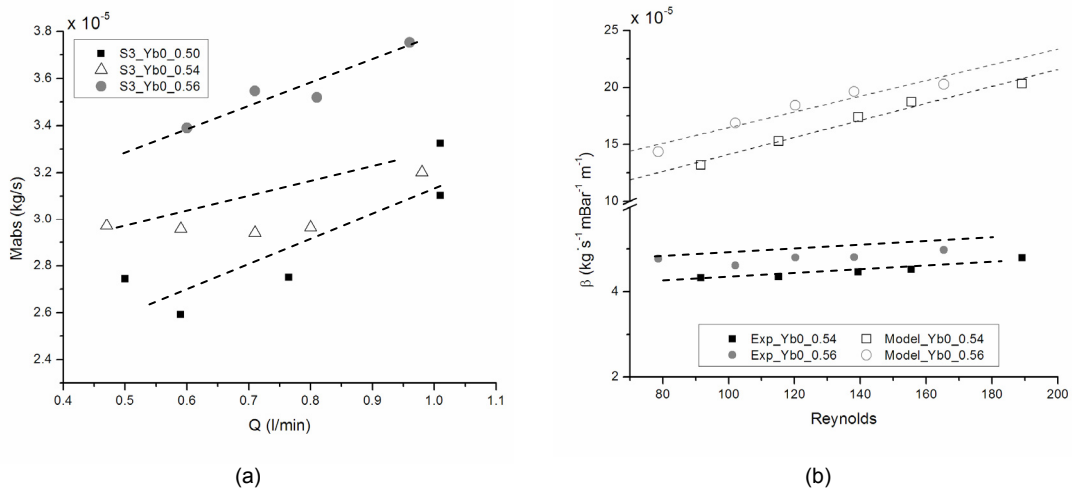 x 10⁻⁵
3.8
3.6
3.4
3.2
3.0
2.8
2.6
2.4
Mabs (kg/s)
S3_Yb0_0.50
S3_Yb0_0.54
S3_Yb0_0.56
0.4 0.5 0.6 0.7 0.8 0.9 1.0 1.1
Q (l/min)
(a)
x 10⁻⁵
25
20
15
10
4
2
β (kg s⁻¹ mBar⁻¹ m⁻¹)
Exp_Yb0_0.54 Model_Yb0_0.54
Exp_Yb0_0.56 Model_Yb0_0.56
80 100 120 140 160 180 200
Reynolds
(b)